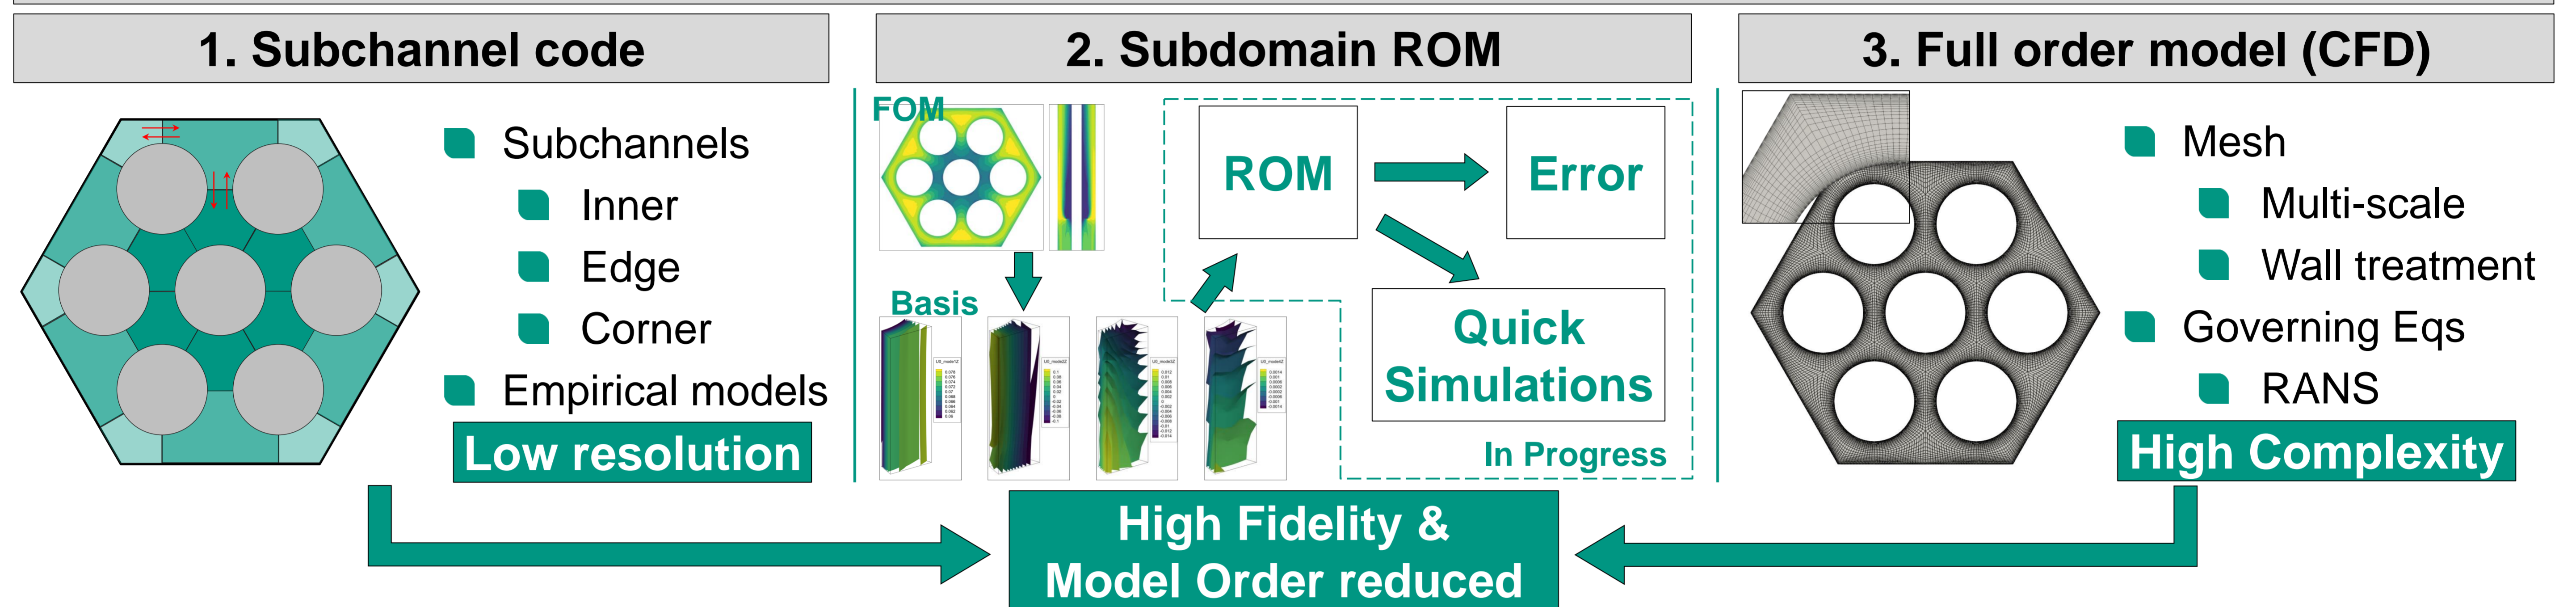 1. Subchannel code
Subchannels
Inner
Edge
Corner
Empirical models
Low resolution
2. Subdomain ROM
FOM
Basis
ROM
Error
Quick
Simulations
In Progress
3. Full order model (CFD)
Mesh
Multi-scale
Wall treatment
Governing Eqs
RANS
High Complexity
High Fidelity &
Model Order reduced